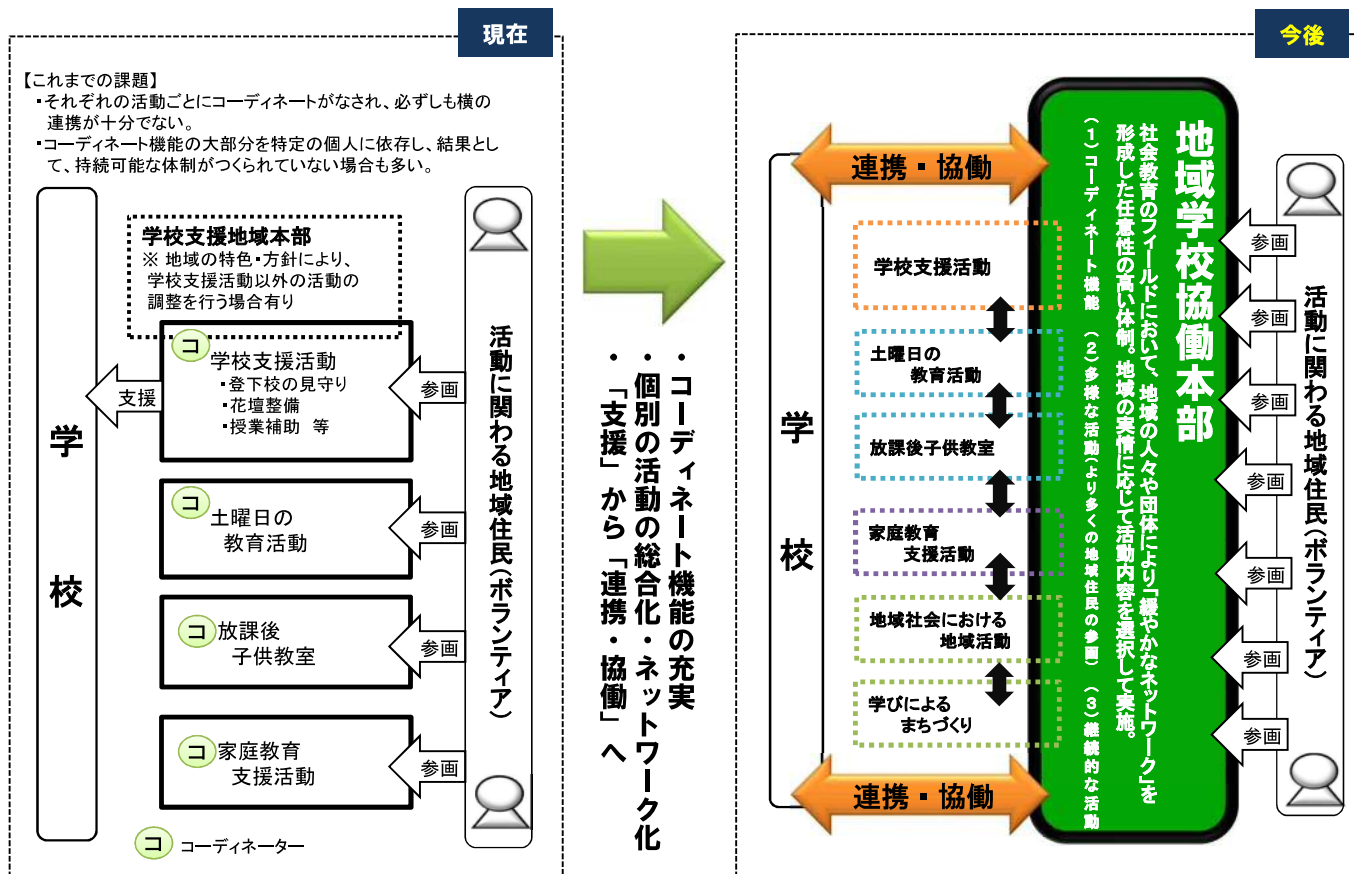 現在
【これまでの課題】
・それぞれの活動ごとにコーディネートがなされ、必ずしも横の
連携が十分でない。
・コーディネート機能の大部分を特定の個人に依存し、結果とし
て、持続可能な体制がつくられていない場合も多い。
学校
学校支援地域本部
※ 地域の特色・方針により、
学校支援活動以外の活動の
調整を行う場合有り
コ
学校支援活動
・登下校の見守り
・花壇整備
・授業補助 等
支援
参画
コ
土曜日の
教育活動
参画
コ
放課後
子供教室
参画
コ
家庭教育
支援活動
参画
活動に関わる地域住民(ボランティア)
コ コーディネーター
・コーディネート機能の充実
・個別の活動の総合化・ネットワーク化
・「支援」から「連携・協働」へ
今後
学校
連携・協働
学校支援活動
土曜日の
教育活動
放課後子供教室
家庭教育
支援活動
地域社会における
地域活動
学びによる
まちづくり
連携・協働
地域学校協働本部
社会教育のフィールドにおいて、地域の人々や団体により「緩やかなネットワーク」を
形成した任意性の高い体制。地域の実情に応じて活動内容を選択して実施。
(1)コーディネート機能 (2)多様な活動(より多くの地域住民の参画) (3)継続的な活動
参画
参画
参画
参画
参画
参画
参画
活動に関わる地域住民(ボランティア)